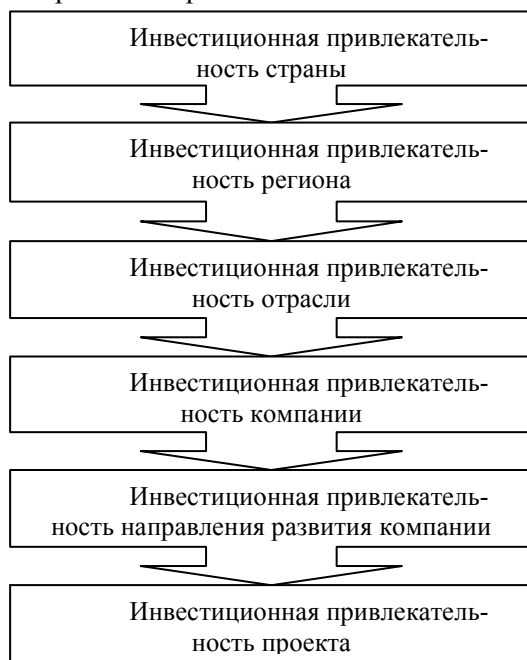 Инвестиционная привлекатель-
ность страны
Инвестиционная привлекатель-
ность региона
Инвестиционная привлекатель-
ность отрасли
Инвестиционная привлекатель-
ность компании
Инвестиционная привлекатель-
ность направления развития компании
Инвестиционная привлекатель-
ность проекта